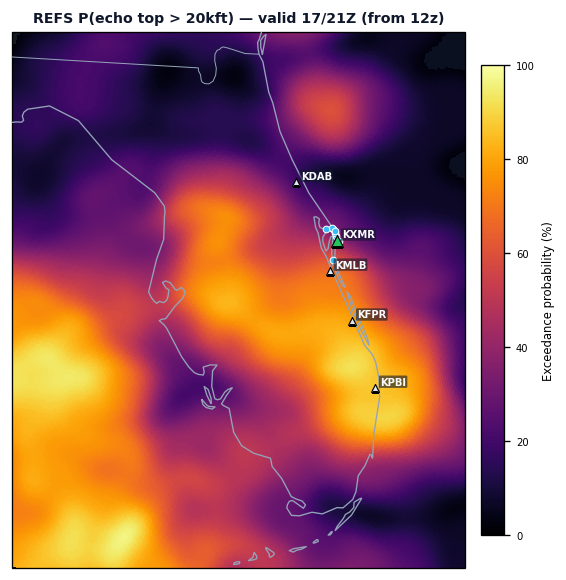 REFS P(echo top > 20kft) — valid 17/21Z (from 12z)
KDAB
KXMR
KMLB
KFPR
KPBI
100
80
60
40
20
0
Exceedance probability (%)